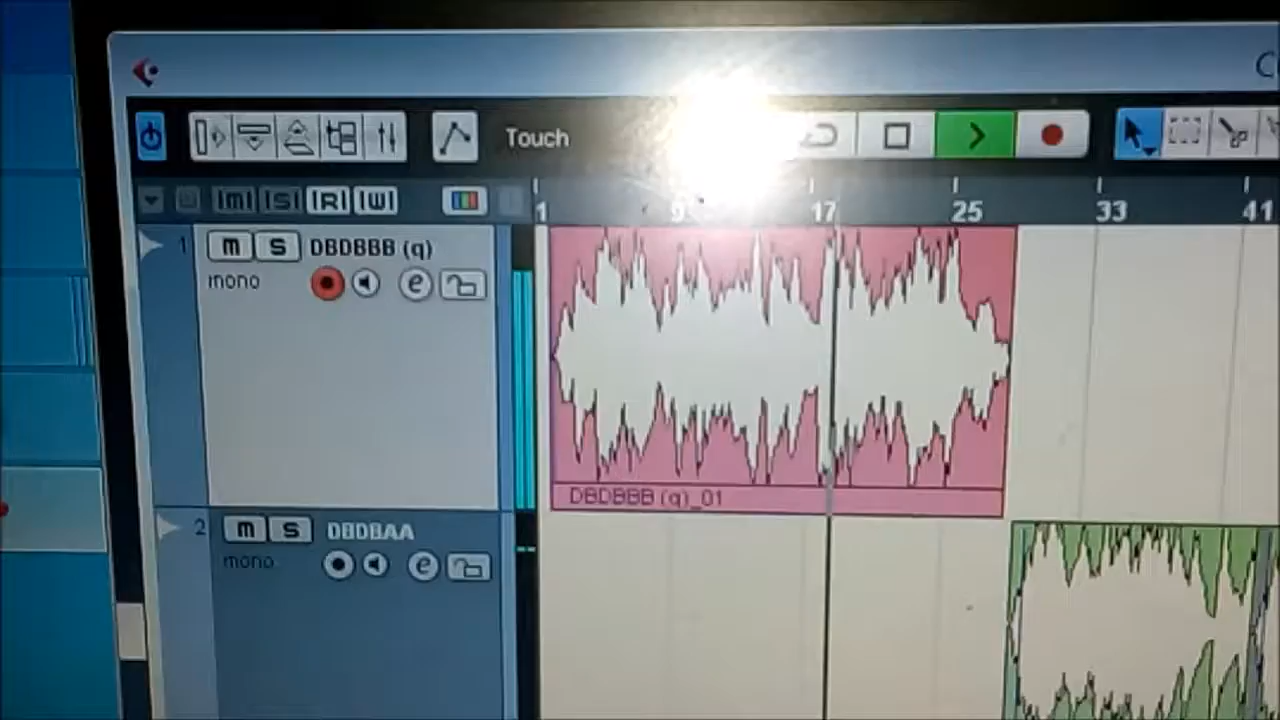 C
Touch
M S R W
1 9 17 25 33 41
1 m S DBDBBB (q)
mono e
DBDBBB (q)_01
2 m S DBDBAA
mono e